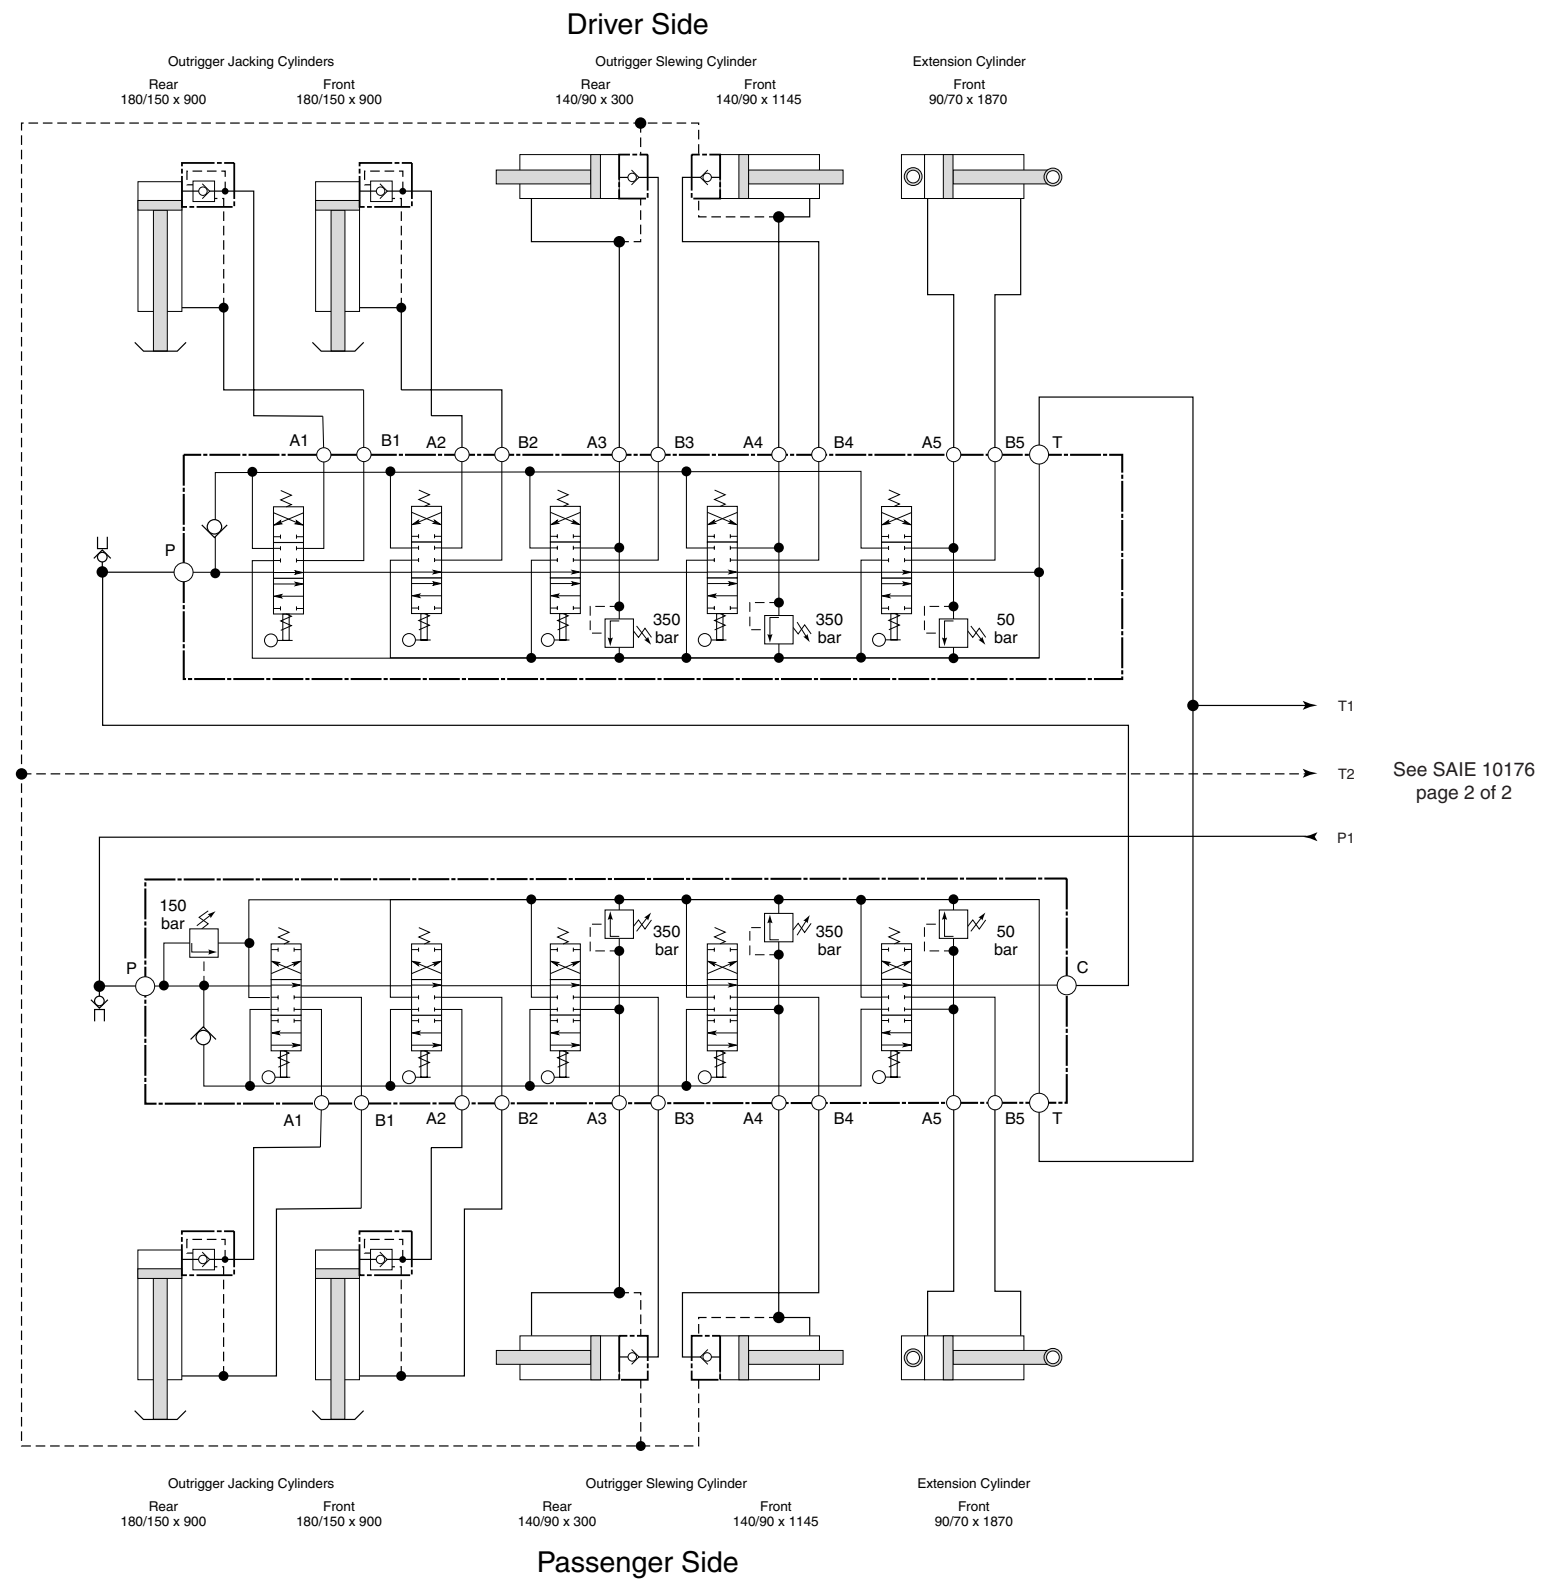 Driver Side
Outrigger Jacking Cylinders
Outrigger Slewing Cylinder
Extension Cylinder
Rear
Front
Rear
Front
Front
180/150 x 900
180/150 x 900
140/90 x 300
140/90 x 1145
90/70 x 1870
A1
B1
A2
B2
A3
B3
A4
B4
A5
B5
T
P
350
bar
350
bar
50
bar
T1
T2
See SAIE 10176
page 2 of 2
P1
150
bar
350
bar
350
bar
50
bar
P
C
A1
B1
A2
B2
A3
B3
A4
B4
A5
B5
T
Outrigger Jacking Cylinders
Outrigger Slewing Cylinder
Extension Cylinder
Rear
Front
Rear
Front
Front
180/150 x 900
180/150 x 900
140/90 x 300
140/90 x 1145
90/70 x 1870
Passenger Side